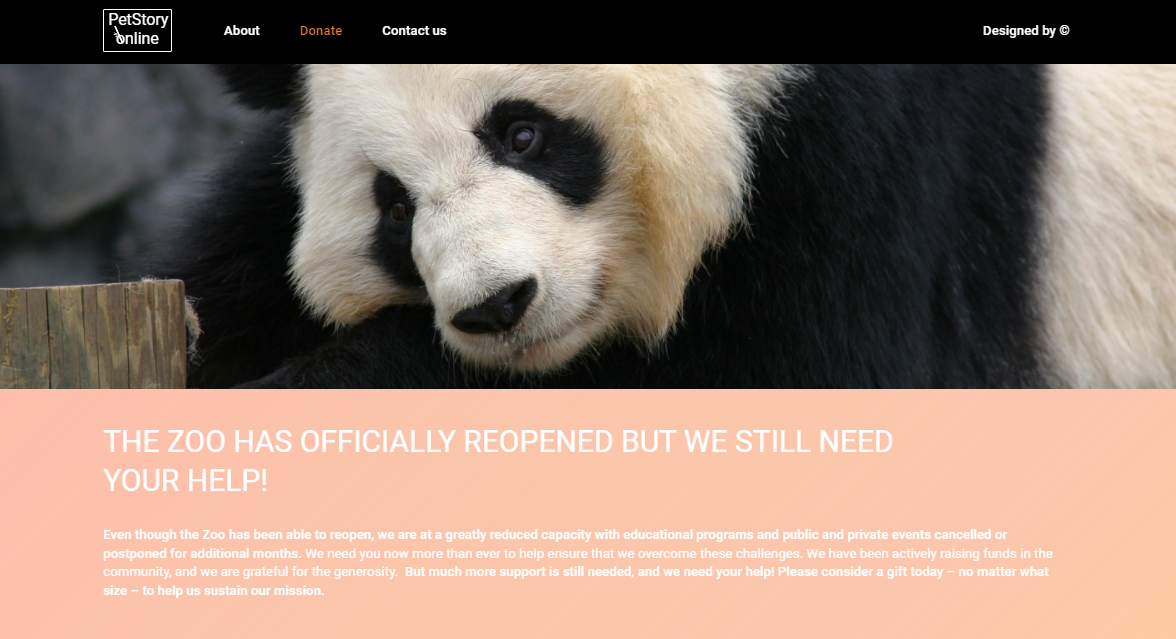 PetStory
online
About
Donate
Contact us
Designed by ©
THE ZOO HAS OFFICIALLY REOPENED BUT WE STILL NEED
YOUR HELP!
Even though the Zoo has been able to reopen, we are at a greatly reduced capacity with educational programs and public and private events cancelled or
postponed for additional months. We need you now more than ever to help ensure that we overcome these challenges. We have been actively raising funds in the
community, and we are grateful for the generosity.  But much more support is still needed, and we need your help! Please consider a gift today – no matter what
size – to help us sustain our mission.